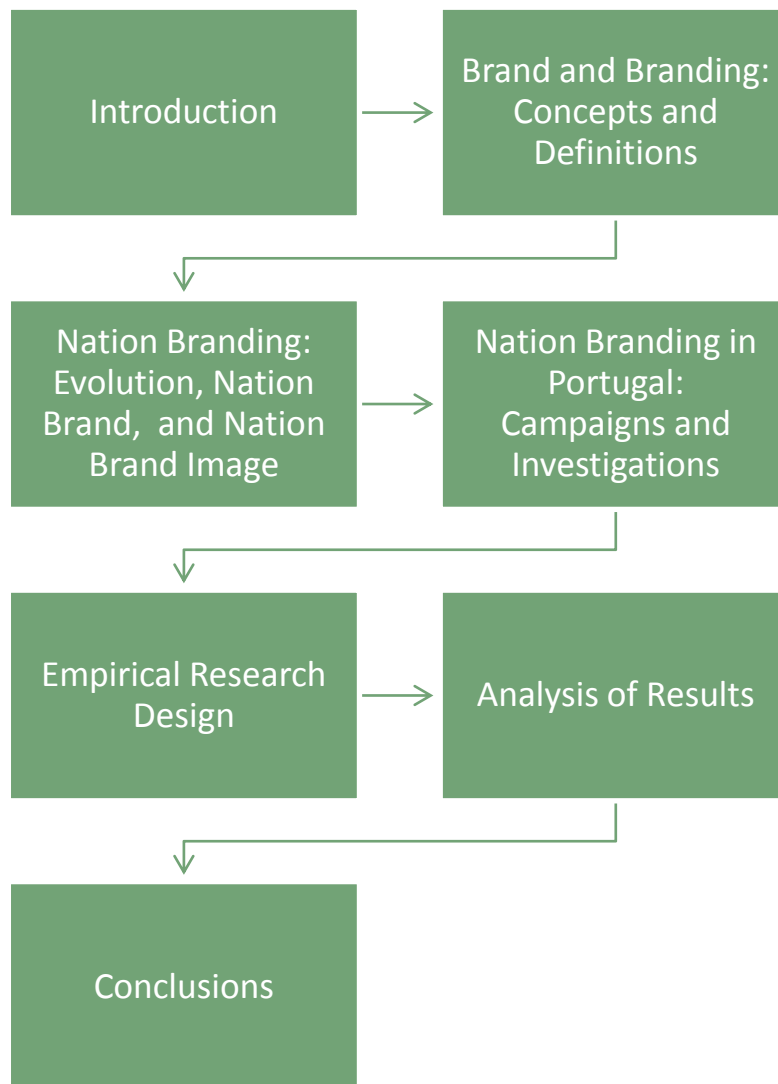 Introduction
Brand and Branding:
Concepts and
Definitions
Nation Branding:
Evolution, Nation
Brand, and Nation
Brand Image
Nation Branding in
Portugal:
Campaigns and
Investigations
Empirical Research
Design
Analysis of Results
Conclusions